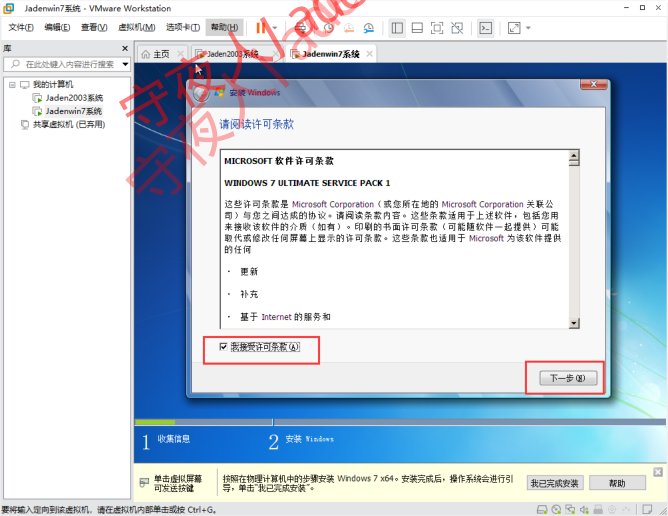 Jadenwin7系统 - VMware Workstation
文件(F) 编辑(E) 查看(V) 虚拟机(M) 选项卡(T) 帮助(H)
库
在此处键入内容进行搜索
我的计算机
Jaden2003系统
Jadenwin7系统
共享虚拟机 (已弃用)
主页 Jaden2003系统 Jadenwin7系统
守夜人
守夜人
安装 Windows
请阅读许可条款
MICROSOFT 软件许可条款
WINDOWS 7 ULTIMATE SERVICE PACK 1
这些许可条款是 Microsoft Corporation（或您所在地的 Microsoft Corporation 关联公
司）与您之间达成的协议。请阅读条款内容。这些条款适用于上述软件，包括您用
来接收该软件的介质（如有）。印刷的书面许可条款（可能随软件一起提供）可能
取代或修改任何屏幕上显示的许可条款。这些条款也适用于 Microsoft 为该软件提供
的任何
· 更新
· 补充
· 基于 Internet 的服务和
我接受许可条款(A)
下一步(N)
1 收集信息 2 安装 Windows
单击虚拟屏幕
可发送按键
按照在物理计算机中的步骤安装 Windows 7 x64。安装完成后，操作系统会进行引
导，单击"我已完成安装"。
我已完成安装 帮助
要将输入定向到该虚拟机，请在虚拟机内部单击或按 Ctrl+G。